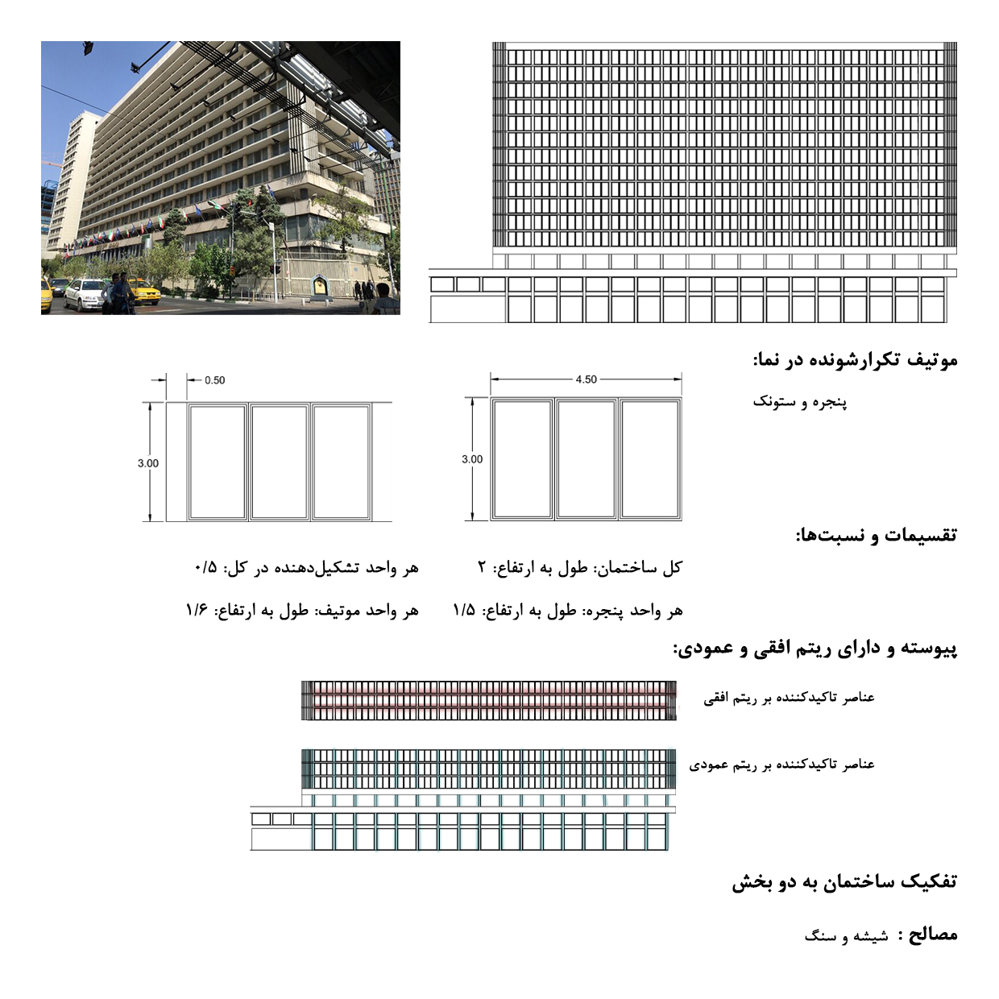 موتیف تکرارشونده در نما:
پنجره و ستونک
4.50
3.00
0.50
3.00
تقسیمات و نسبت‌ها:
کل ساختمان: طول به ارتفاع: ۲
هر واحد تشکیل‌دهنده در کل: ۰/۵
هر واحد پنجره: طول به ارتفاع: ۱/۵
هر واحد موتیف: طول به ارتفاع: ۱/۶
پیوسته و دارای ریتم افقی و عمودی:
عناصر تاکیدکننده بر ریتم افقی
عناصر تاکیدکننده بر ریتم عمودی
تفکیک ساختمان به دو بخش
مصالح : شیشه و سنگ